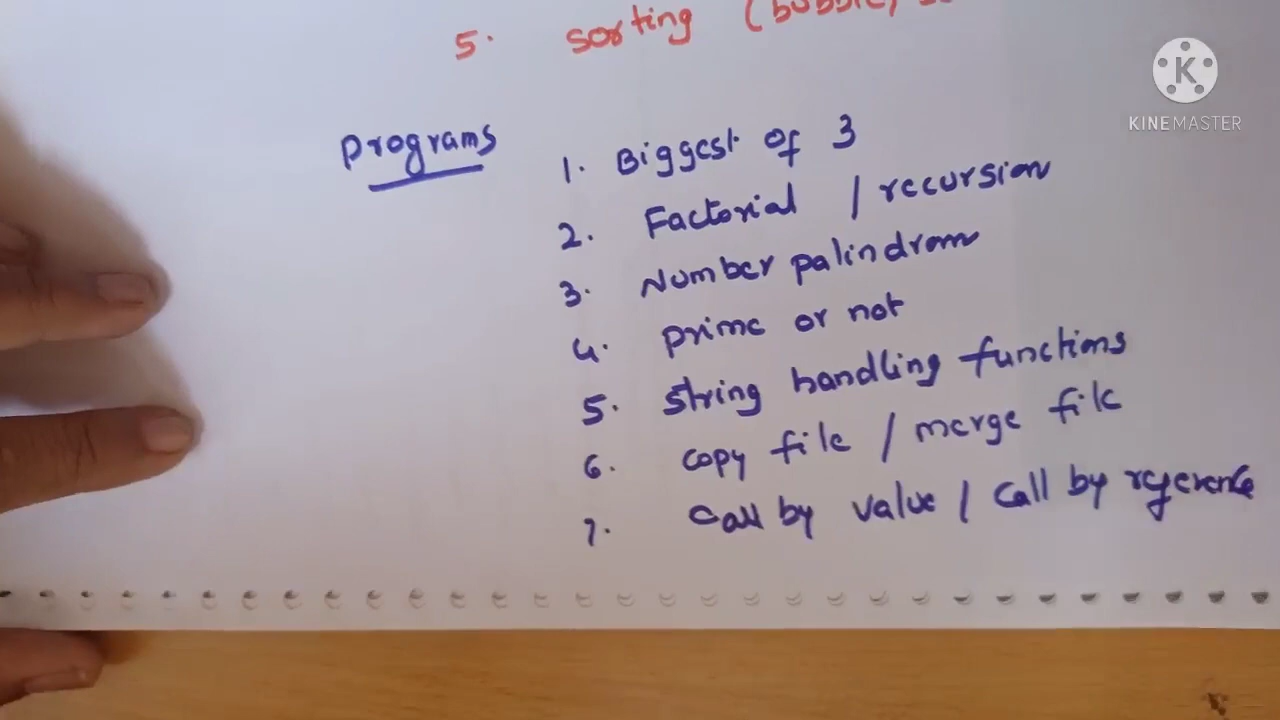 5. sorting (bubble,
KINEMASTER
Programs
1. Biggest of 3
2. Factorial / recursion
3. Number palindrom
4. prime or not
5. string handling functions
6. copy file / merge file
7. Call by value / Call by reference